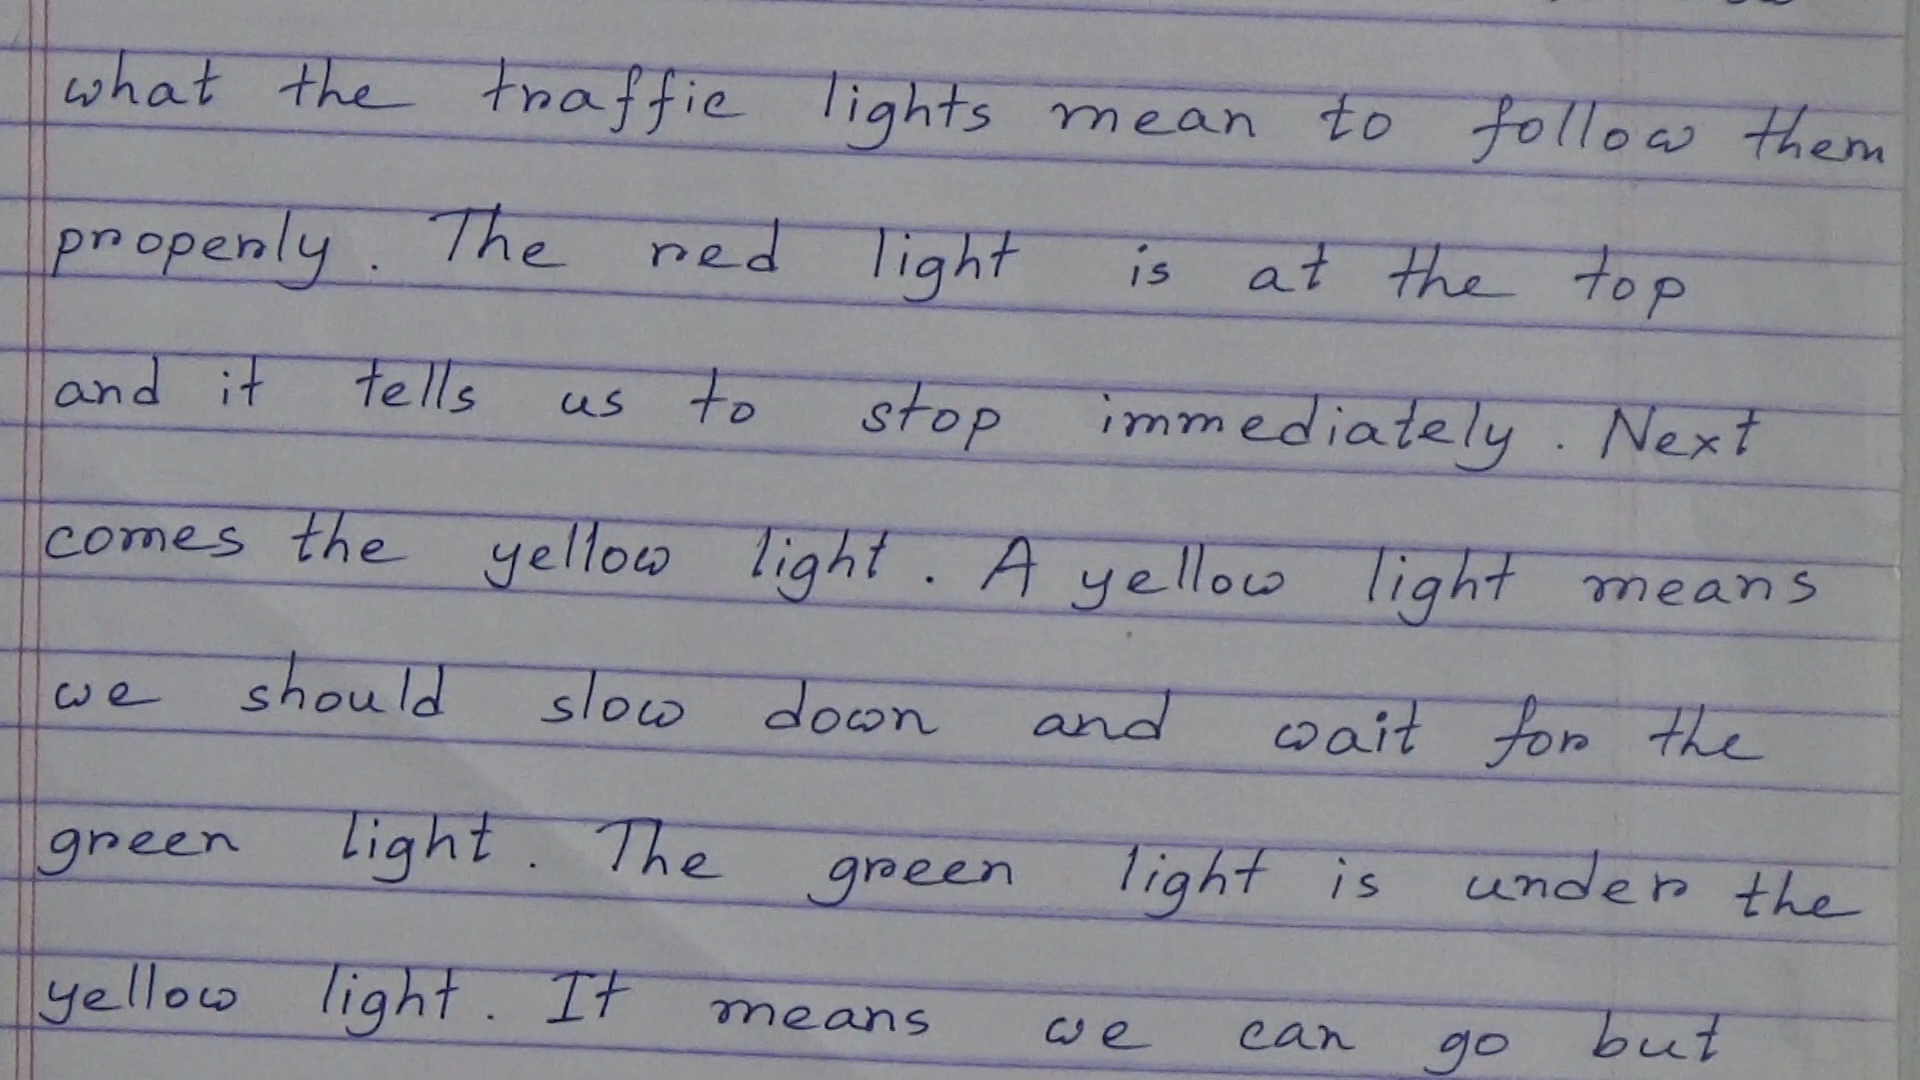 what the traffic lights mean to follow them
properly. The red light is at the top
and it tells us to stop immediately. Next
comes the yellow light. A yellow light means
we should slow down and wait for the
green light. The green light is under the
yellow light. It means we can go but